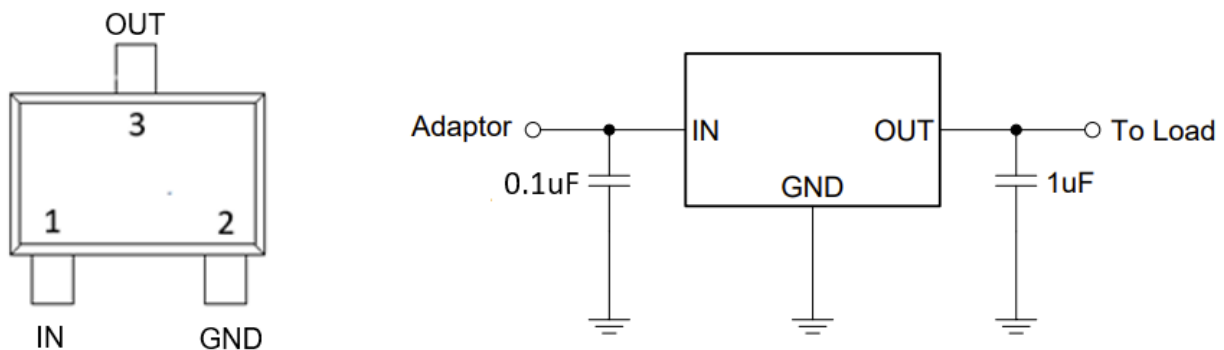 OUT
3
1 2
IN GND
Adaptor IN OUT To Load
0.1uF GND 1uF